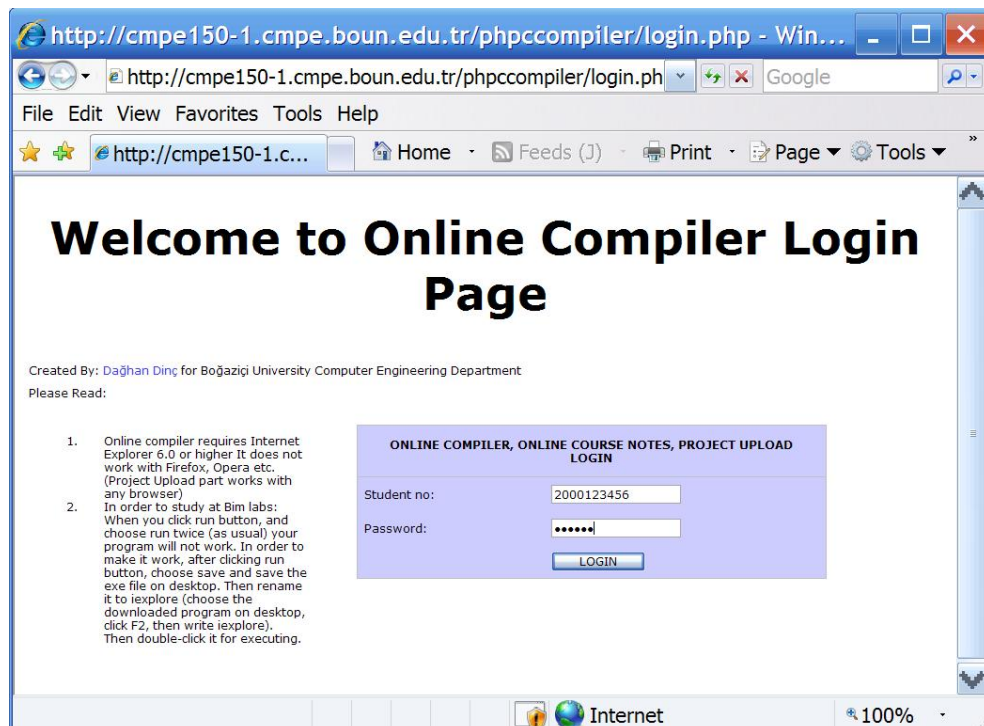 http://cmpe150-1.cmpe.boun.edu.tr/phpccompiler/login.php - Win...
http://cmpe150-1.cmpe.boun.edu.tr/phpccompiler/login.ph
Google
File Edit View Favorites Tools Help
http://cmpe150-1.c...
Home
Feeds (J)
Print
Page
Tools
»
Welcome to Online Compiler Login
Page
Created By: Dağhan Dinç for Boğaziçi University Computer Engineering Department
Please Read:
1. Online compiler requires Internet
Explorer 6.0 or higher It does not
work with Firefox, Opera etc.
(Project Upload part works with
any browser)
2. In order to study at Bim labs:
When you click run button, and
choose run twice (as usual) your
program will not work. In order to
make it work, after clicking run
button, choose save and save the
exe file on desktop. Then rename
it to iexplore (choose the
downloaded program on desktop,
click F2, then write iexplore).
Then double-click it for executing.
ONLINE COMPILER, ONLINE COURSE NOTES, PROJECT UPLOAD
LOGIN
Student no: 2000123456
Password: ••••••
LOGIN
Internet
100%